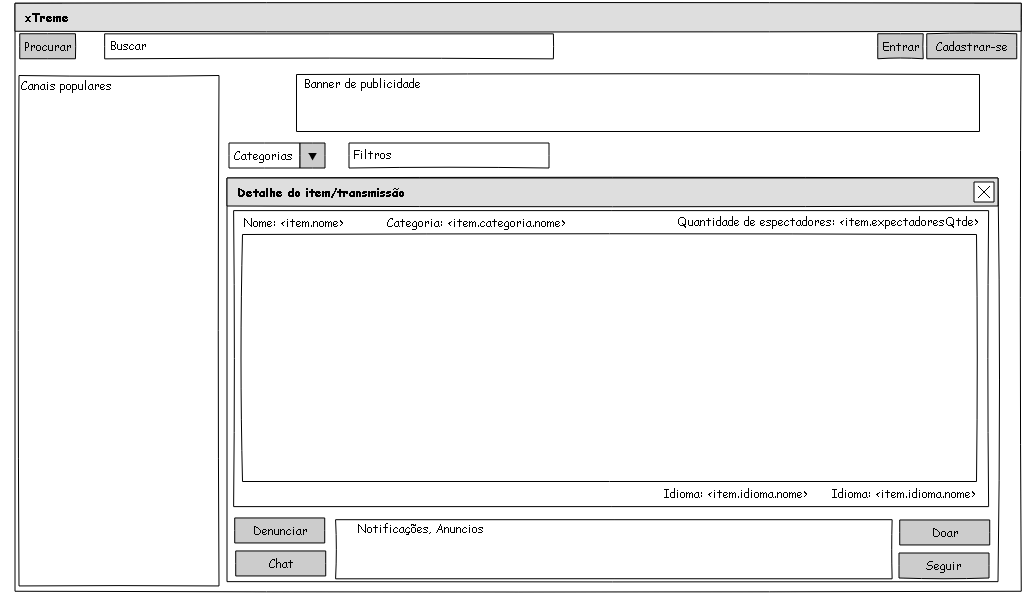 xTreme
Procurar
Buscar
Entrar
Cadastrar-se
Canais populares
Banner de publicidade
Categorias
Filtros
Detalhe do item/transmissão
Nome: <item.nome>
Categoria: <item.categoria.nome>
Quantidade de espectadores: <item.expectadoresQtde>
Idioma: <item.idioma.nome>
Idioma: <item.idioma.nome>
Denunciar
Notificações, Anuncios
Doar
Chat
Seguir